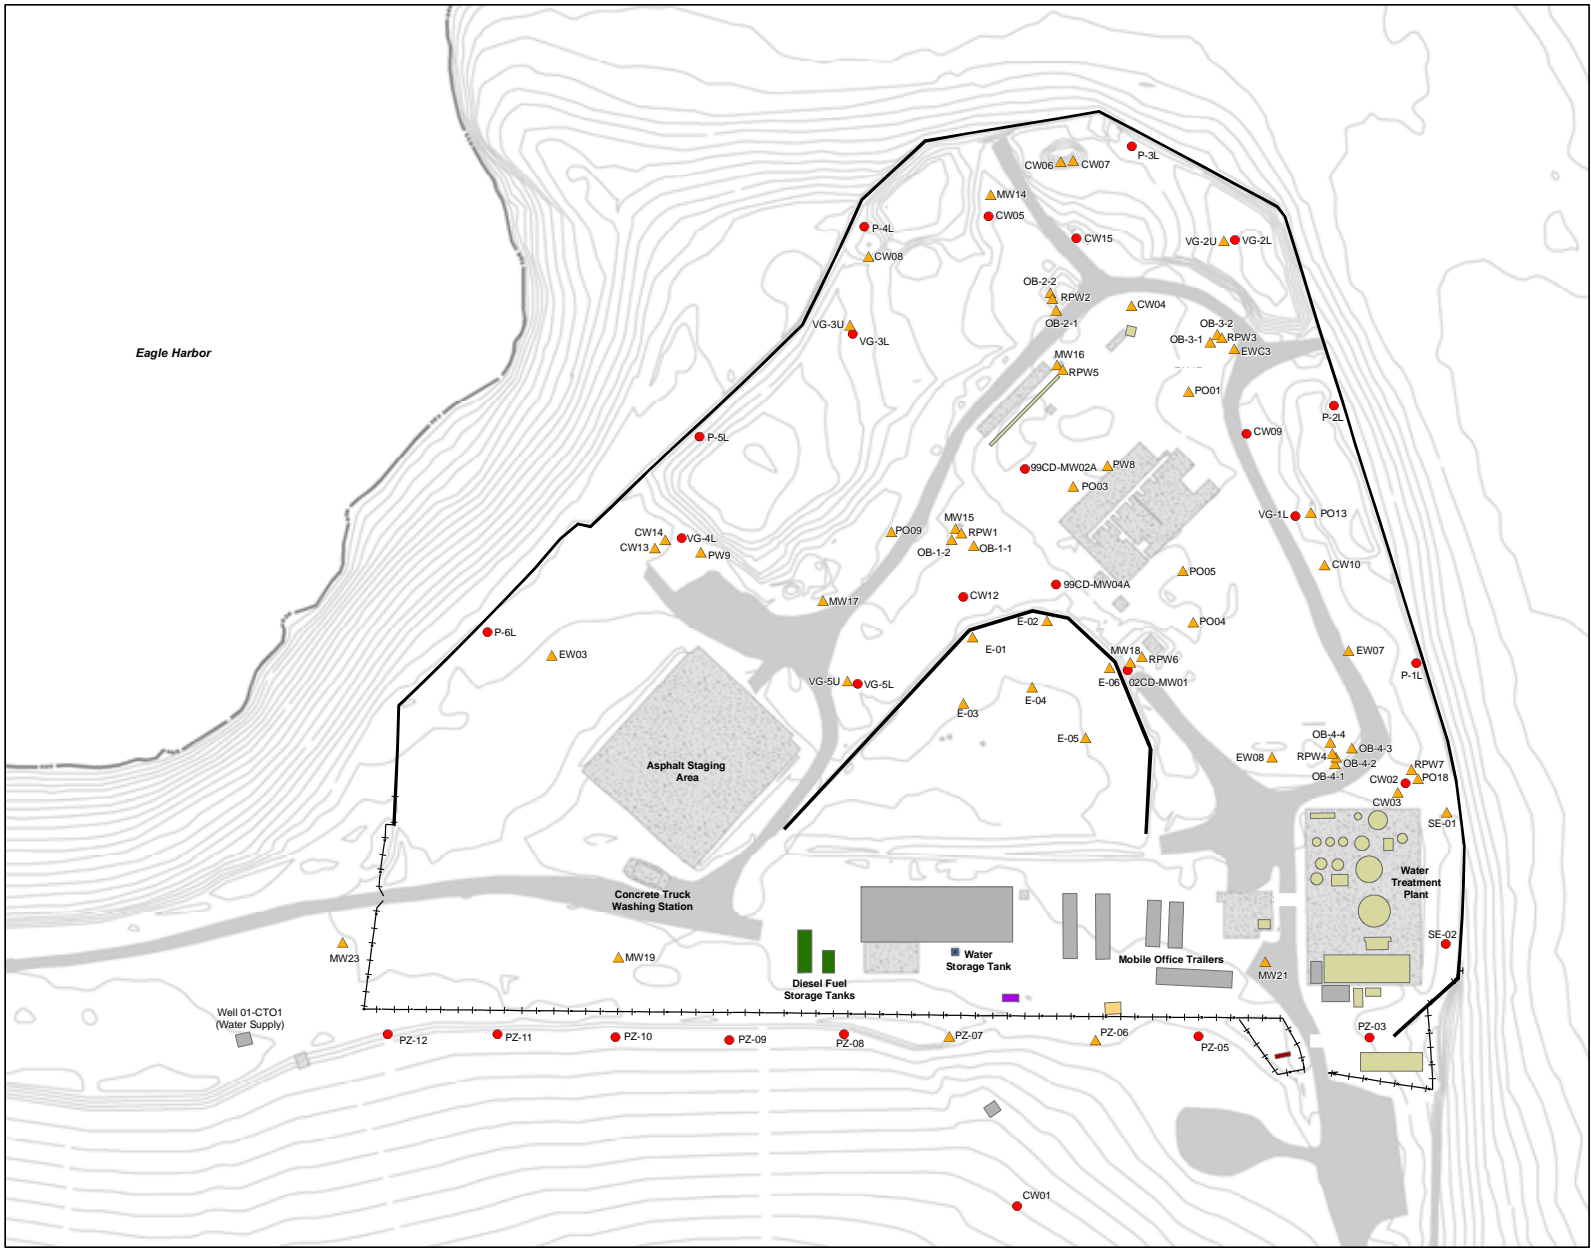 P-3L
CW06
CW07
MW14
CW05
P-4L
CW15
VG-2U
VG-2L
CW08
OB-2-2
RPW2
OB-2-1
CW04
VG-3U
VG-3L
OB-3-2
RPW3
OB-3-1
EWC3
Eagle Harbor
MW16
RPW5
PO01
P-2L
P-5L
CW09
99CD-MW02A
PW8
PO03
VG-1L
PO13
CW14
VG-4L
CW13
PW9
PO09
MW15
RPW1
OB-1-2
OB-1-1
CW10
PO05
99CD-MW04A
CW12
MW17
P-6L
E-02
PO04
EW03
E-01
MW18
RPW6
EW07
P-1L
E-06
02CD-MW01
VG-5U
VG-5L
E-04
E-03
E-05
OB-4-4
OB-4-3
EW08
RPW4
OB-4-2
OB-4-1
RPW7
CW02
PO18
CW03
Asphalt Staging
Area
SE-01
Water
Treatment
Plant
Concrete Truck
Washing Station
SE-02
MW23
MW19
Water
Storage Tank
Mobile Office Trailers
MW21
Diesel Fuel
Storage Tanks
Well 01-CTO1
(Water Supply)
PZ-12
PZ-11
PZ-10
PZ-09
PZ-08
PZ-07
PZ-06
PZ-05
PZ-03
CW01